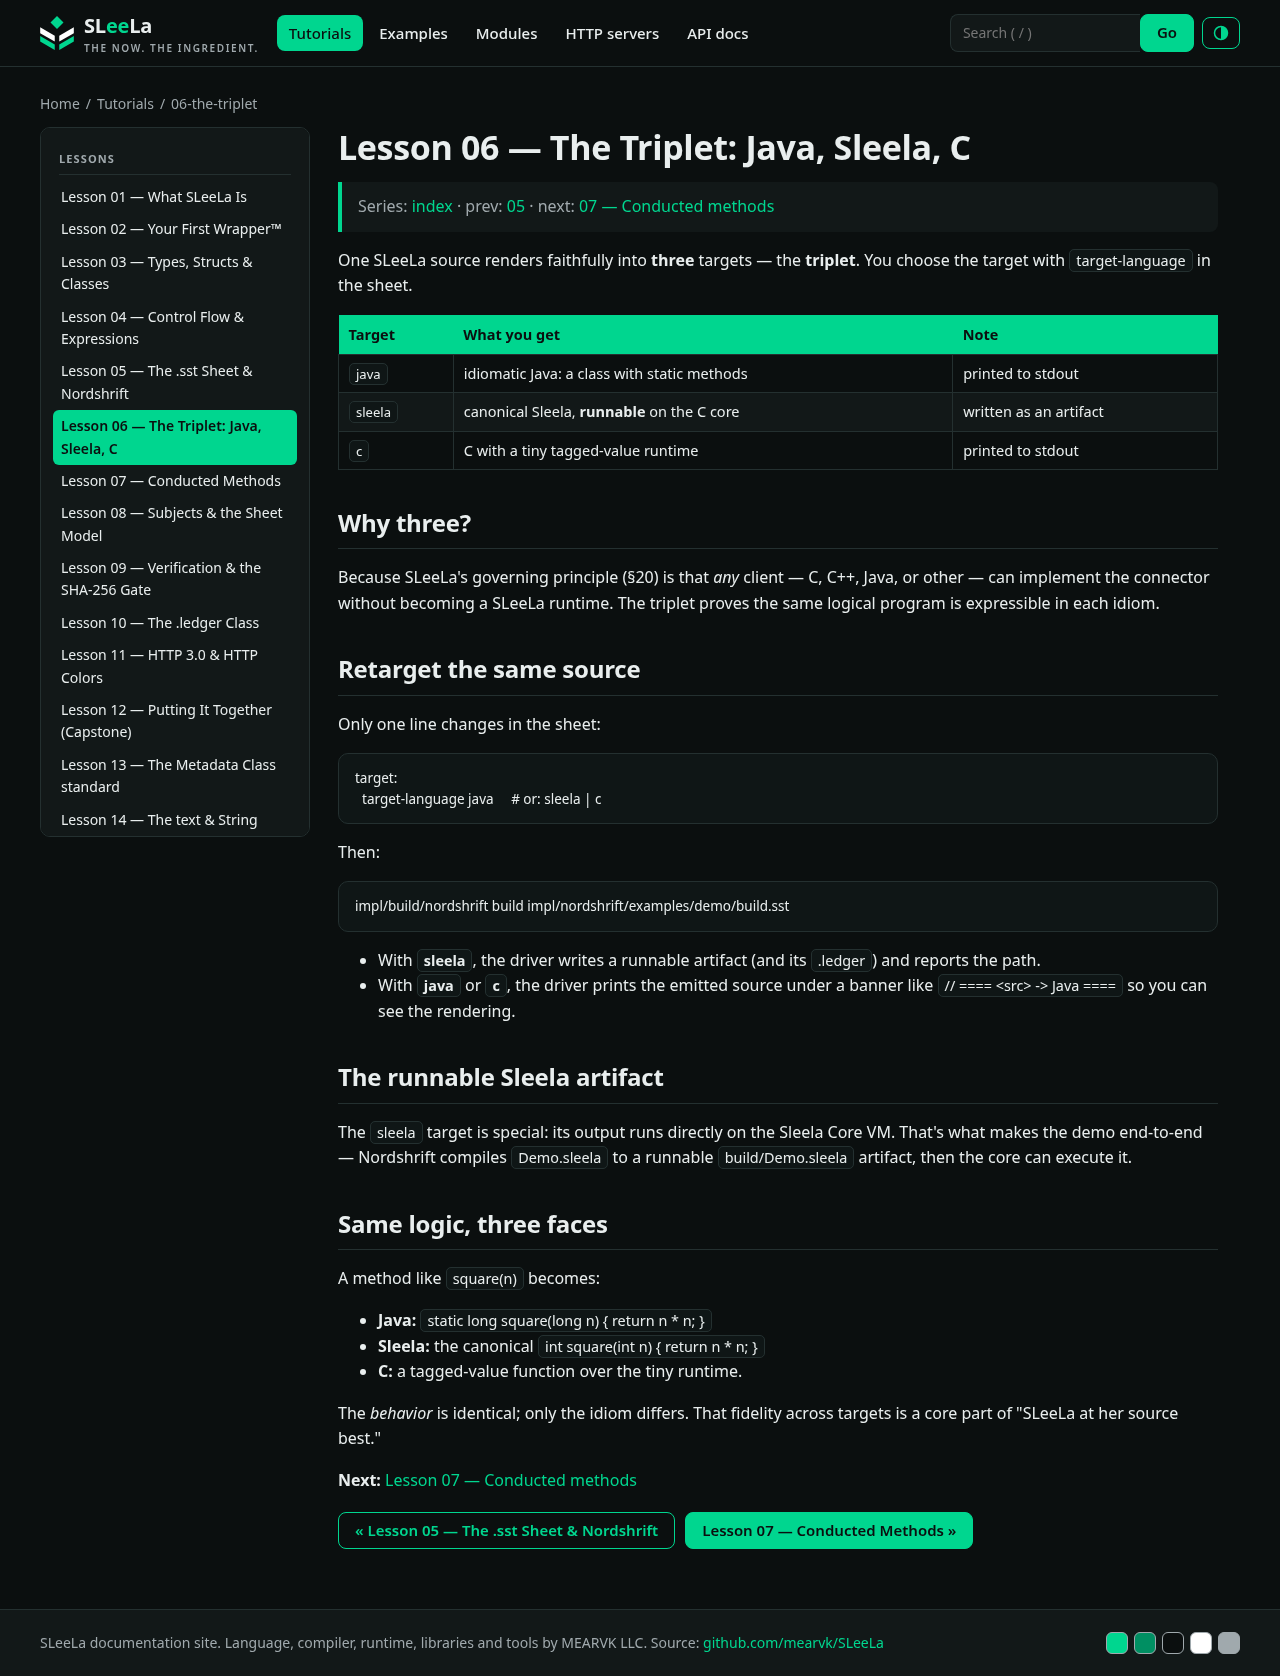 SLeeLa
THE NOW. THE INGREDIENT.
Tutorials
Examples
Modules
HTTP servers
API docs
Search ( / )
Go
Home / Tutorials / 06-the-triplet
LESSONS
Lesson 01 — What SLeeLa Is
Lesson 02 — Your First Wrapper™
Lesson 03 — Types, Structs &
Classes
Lesson 04 — Control Flow &
Expressions
Lesson 05 — The .sst Sheet &
Nordshrift
Lesson 06 — The Triplet: Java,
Sleela, C
Lesson 07 — Conducted Methods
Lesson 08 — Subjects & the Sheet
Model
Lesson 09 — Verification & the
SHA-256 Gate
Lesson 10 — The .ledger Class
Lesson 11 — HTTP 3.0 & HTTP
Colors
Lesson 12 — Putting It Together
(Capstone)
Lesson 13 — The Metadata Class
standard
Lesson 14 — The text & String
Lesson 06 — The Triplet: Java, Sleela, C
Series: index · prev: 05 · next: 07 — Conducted methods
One SLeeLa source renders faithfully into three targets — the triplet. You choose the target with target-language in
the sheet.
Target What you get Note
java idiomatic Java: a class with static methods printed to stdout
sleela canonical Sleela, runnable on the C core written as an artifact
c C with a tiny tagged-value runtime printed to stdout
Why three?
Because SLeeLa's governing principle (§20) is that any client — C, C++, Java, or other — can implement the connector
without becoming a SLeeLa runtime. The triplet proves the same logical program is expressible in each idiom.
Retarget the same source
Only one line changes in the sheet:
target:
target-language java # or: sleela | c
Then:
impl/build/nordshrift build impl/nordshrift/examples/demo/build.sst
• With sleela, the driver writes a runnable artifact (and its .ledger) and reports the path.
• With java or c, the driver prints the emitted source under a banner like // ==== <src> -> Java ==== so you can
see the rendering.
The runnable Sleela artifact
The sleela target is special: its output runs directly on the Sleela Core VM. That's what makes the demo end-to-end
— Nordshrift compiles Demo.sleela to a runnable build/Demo.sleela artifact, then the core can execute it.
Same logic, three faces
A method like square(n) becomes:
• Java: static long square(long n) { return n * n; }
• Sleela: the canonical int square(int n) { return n * n; }
• C: a tagged-value function over the tiny runtime.
The behavior is identical; only the idiom differs. That fidelity across targets is a core part of "SLeeLa at her source
best."
Next: Lesson 07 — Conducted methods
« Lesson 05 — The .sst Sheet & Nordshrift
Lesson 07 — Conducted Methods »
SLeeLa documentation site. Language, compiler, runtime, libraries and tools by MEARVK LLC. Source: github.com/mearvk/SLeeLa